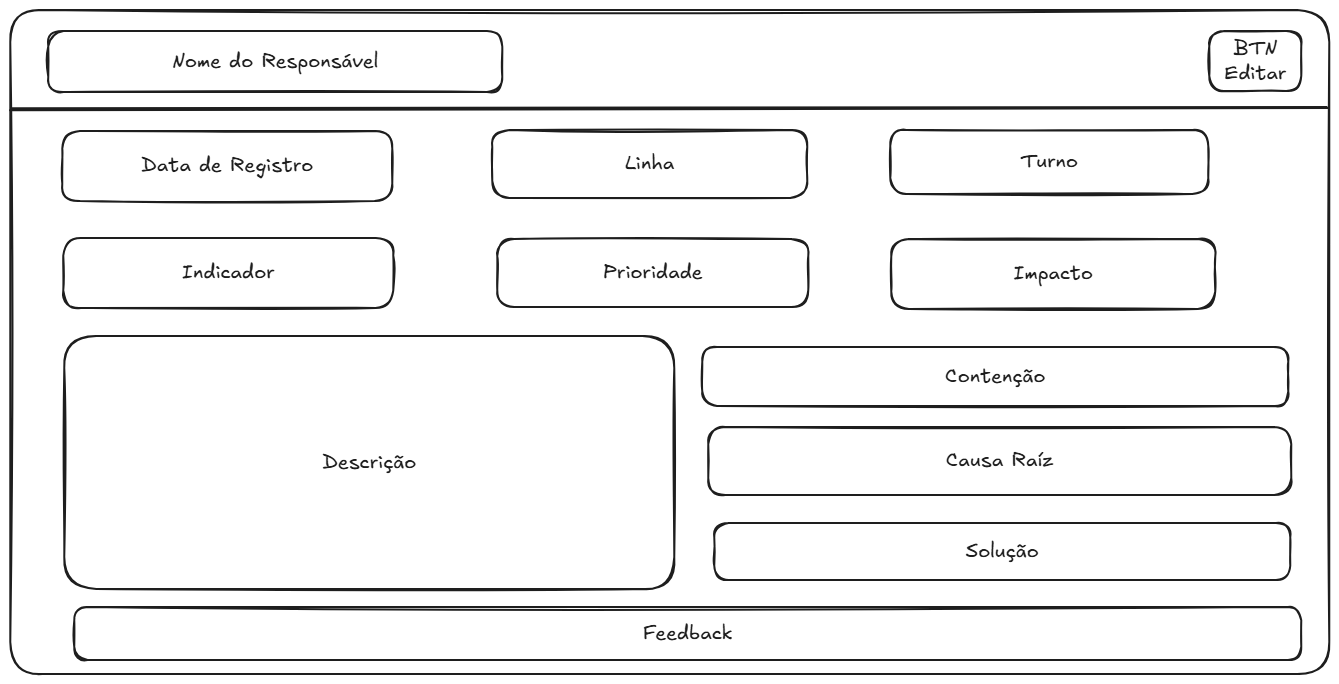 Nome do Responsável
BTN
Editar
Data de Registro
Linha
Turno
Indicador
Prioridade
Impacto
Descrição
Contenção
Causa Raíz
Solução
Feedback